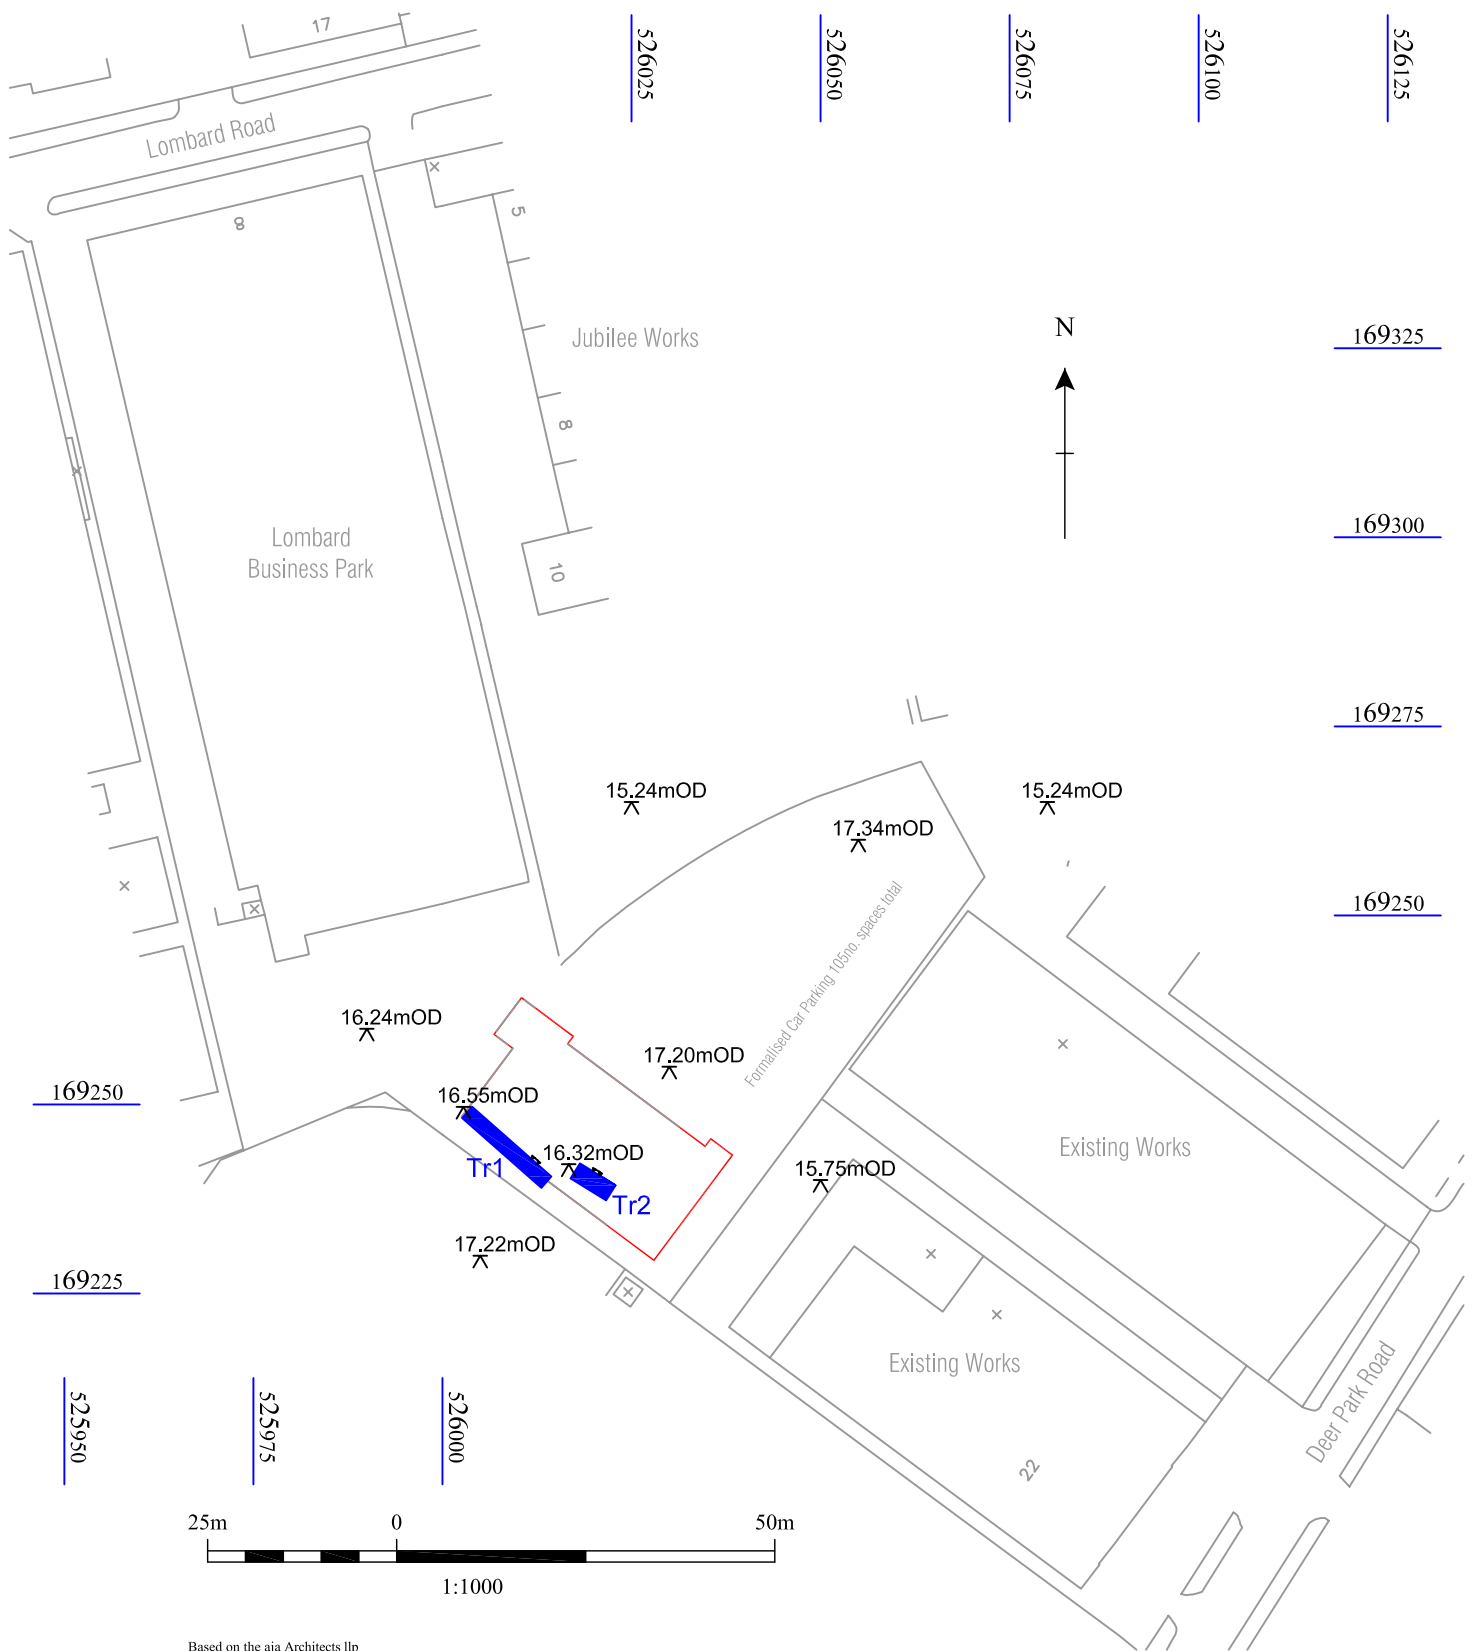 17
526025
526050
526075
526100
526125
Lombard Road
8
5
N
Jubilee Works
169325
8
169300
Lombard
Business Park
10
169275
15.24mOD
15.24mOD
17.34mOD
169250
Formalised Car Parking 105no. spaces total
16.24mOD
17.20mOD
169250
16.55mOD
Existing Works
16.32mOD
Tr1
15.75mOD
Tr2
17.22mOD
169225
Existing Works
Deer Park Road
525950
525975
526000
22
25m 0 50m
1:1000
Based on the aia Architects llp